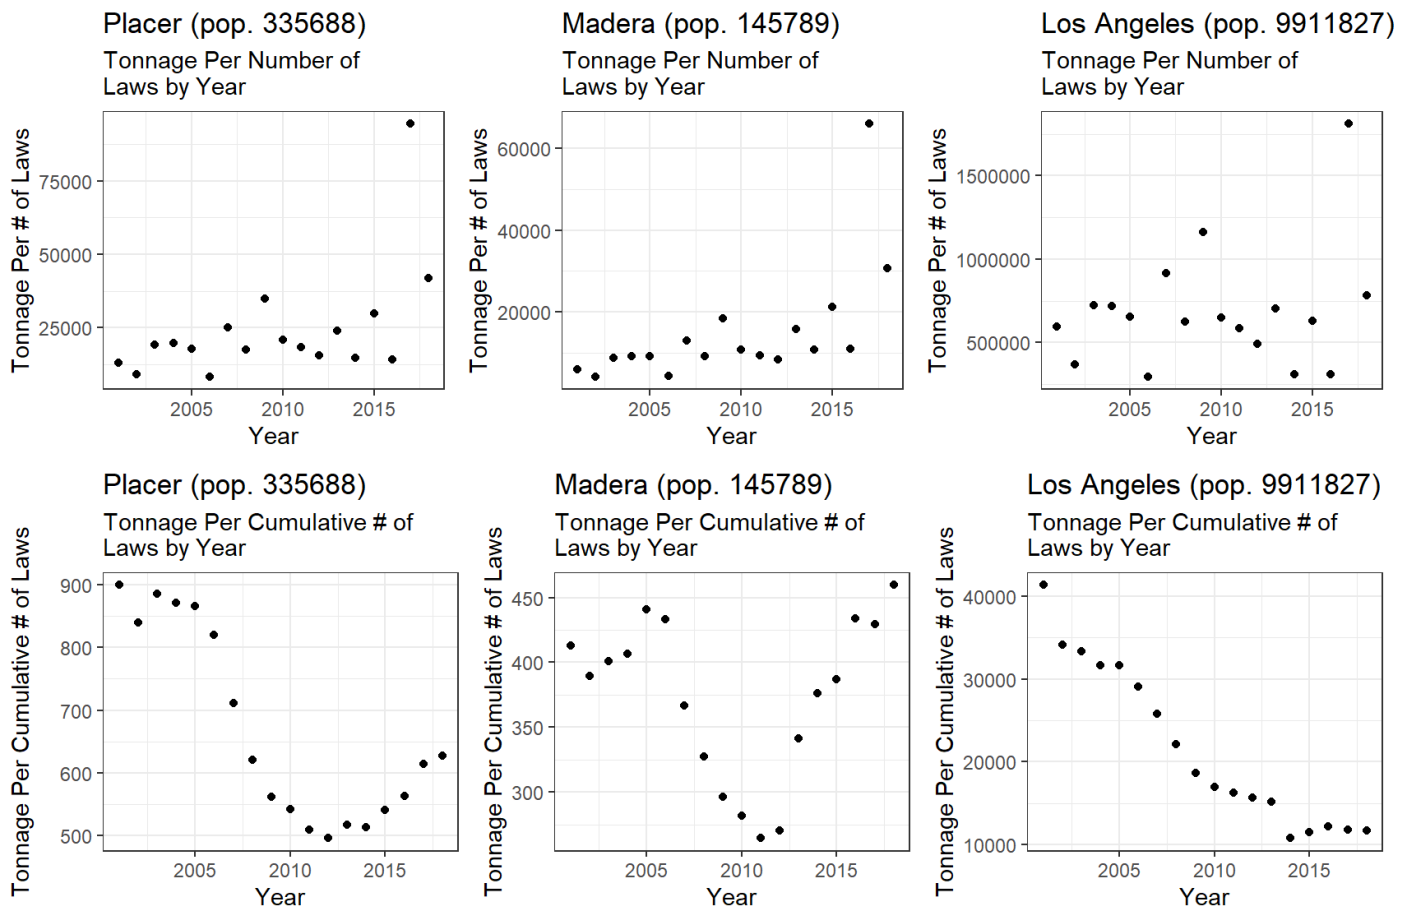 Placer (pop. 335688)
Tonnage Per Number of
Laws by Year
Tonnage Per # of Laws
75000
50000
25000
2005 2010 2015
Year
Madera (pop. 145789)
Tonnage Per Number of
Laws by Year
Tonnage Per # of Laws
60000
40000
20000
2005 2010 2015
Year
Los Angeles (pop. 9911827)
Tonnage Per Number of
Laws by Year
Tonnage Per # of Laws
1500000
1000000
500000
2005 2010 2015
Year
Placer (pop. 335688)
Tonnage Per Cumulative # of
Laws by Year
Tonnage Per Cumulative # of Laws
900
800
700
600
500
2005 2010 2015
Year
Madera (pop. 145789)
Tonnage Per Cumulative # of
Laws by Year
Tonnage Per Cumulative # of Laws
450
400
350
300
2005 2010 2015
Year
Los Angeles (pop. 9911827)
Tonnage Per Cumulative # of
Laws by Year
Tonnage Per Cumulative # of Laws
40000
30000
20000
10000
2005 2010 2015
Year